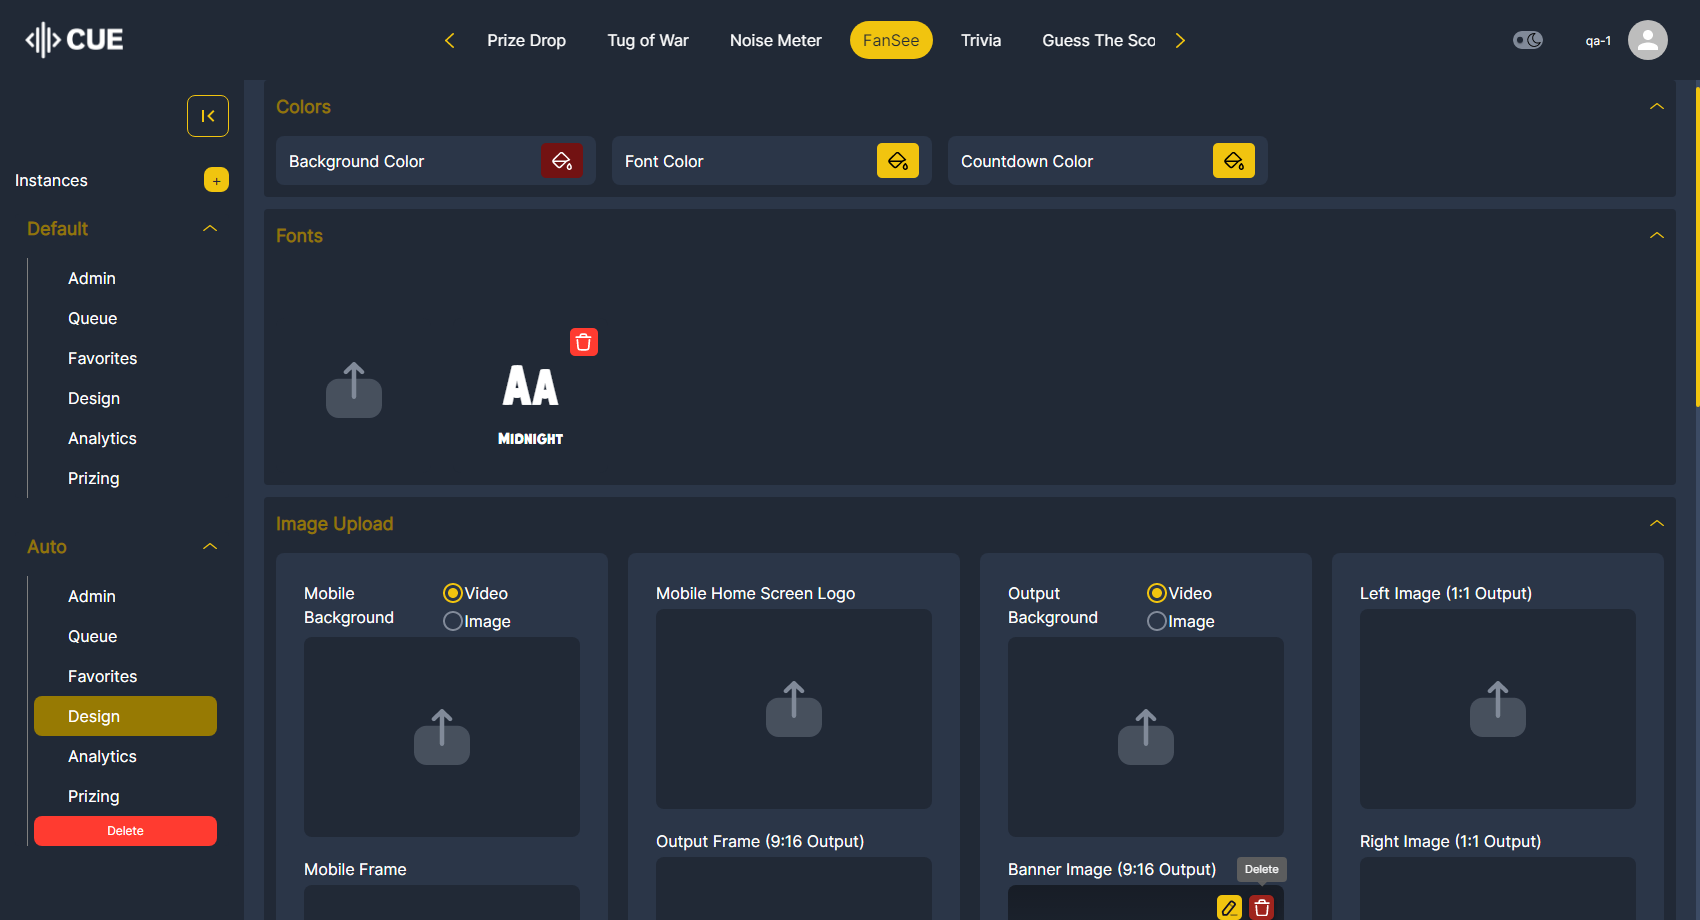 CUE
Prize Drop
Tug of War
Noise Meter
FanSee
Trivia
Guess The Sco
qa-1
Instances
+
Default
Admin
Queue
Favorites
Design
Analytics
Prizing
Auto
Admin
Queue
Favorites
Design
Analytics
Prizing
Delete
Colors
Background Color
Font Color
Countdown Color
Fonts
AA
MIDNIGHT
Image Upload
Mobile
Background
Video
Image
Mobile Home Screen Logo
Output
Background
Video
Image
Left Image (1:1 Output)
Mobile Frame
Output Frame (9:16 Output)
Banner Image (9:16 Output)
Delete
Right Image (1:1 Output)